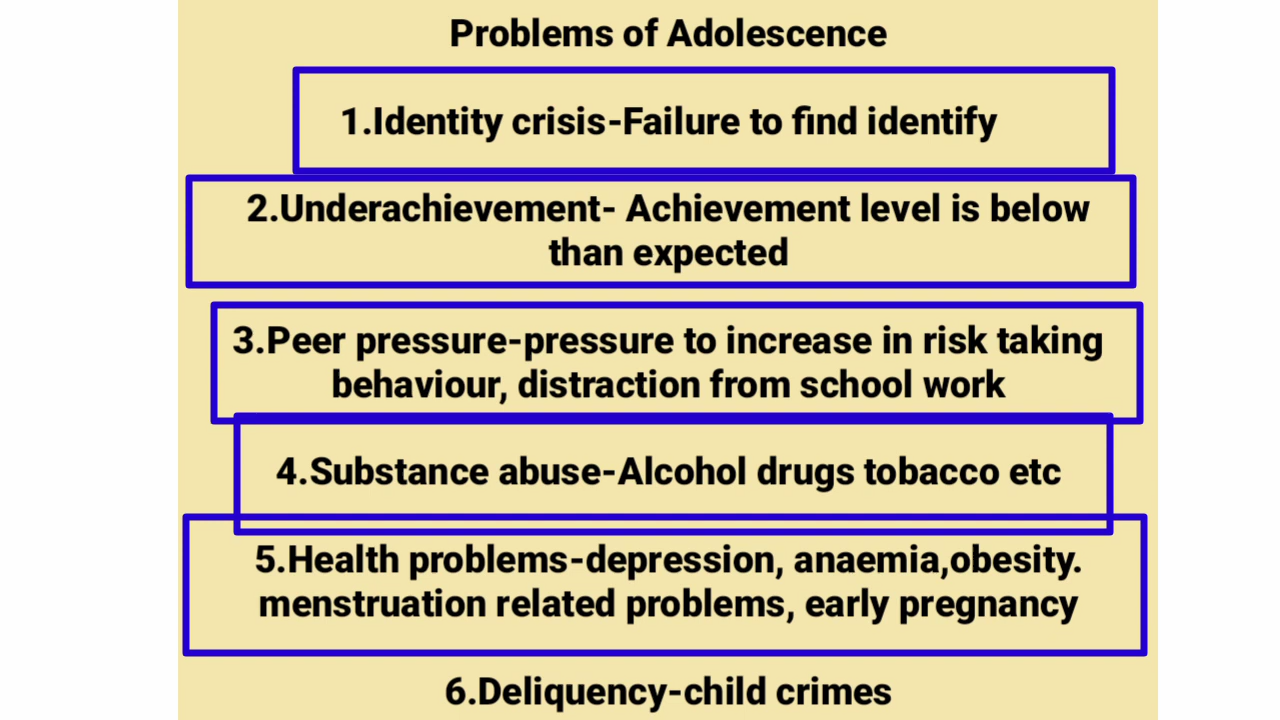 Problems of Adolescence
1.Identity crisis-Failure to find identify
2.Underachievement- Achievement level is below
than expected
3.Peer pressure-pressure to increase in risk taking
behaviour, distraction from school work
4.Substance abuse-Alcohol drugs tobacco etc
5.Health problems-depression, anaemia,obesity.
menstruation related problems, early pregnancy
6.Deliquency-child crimes